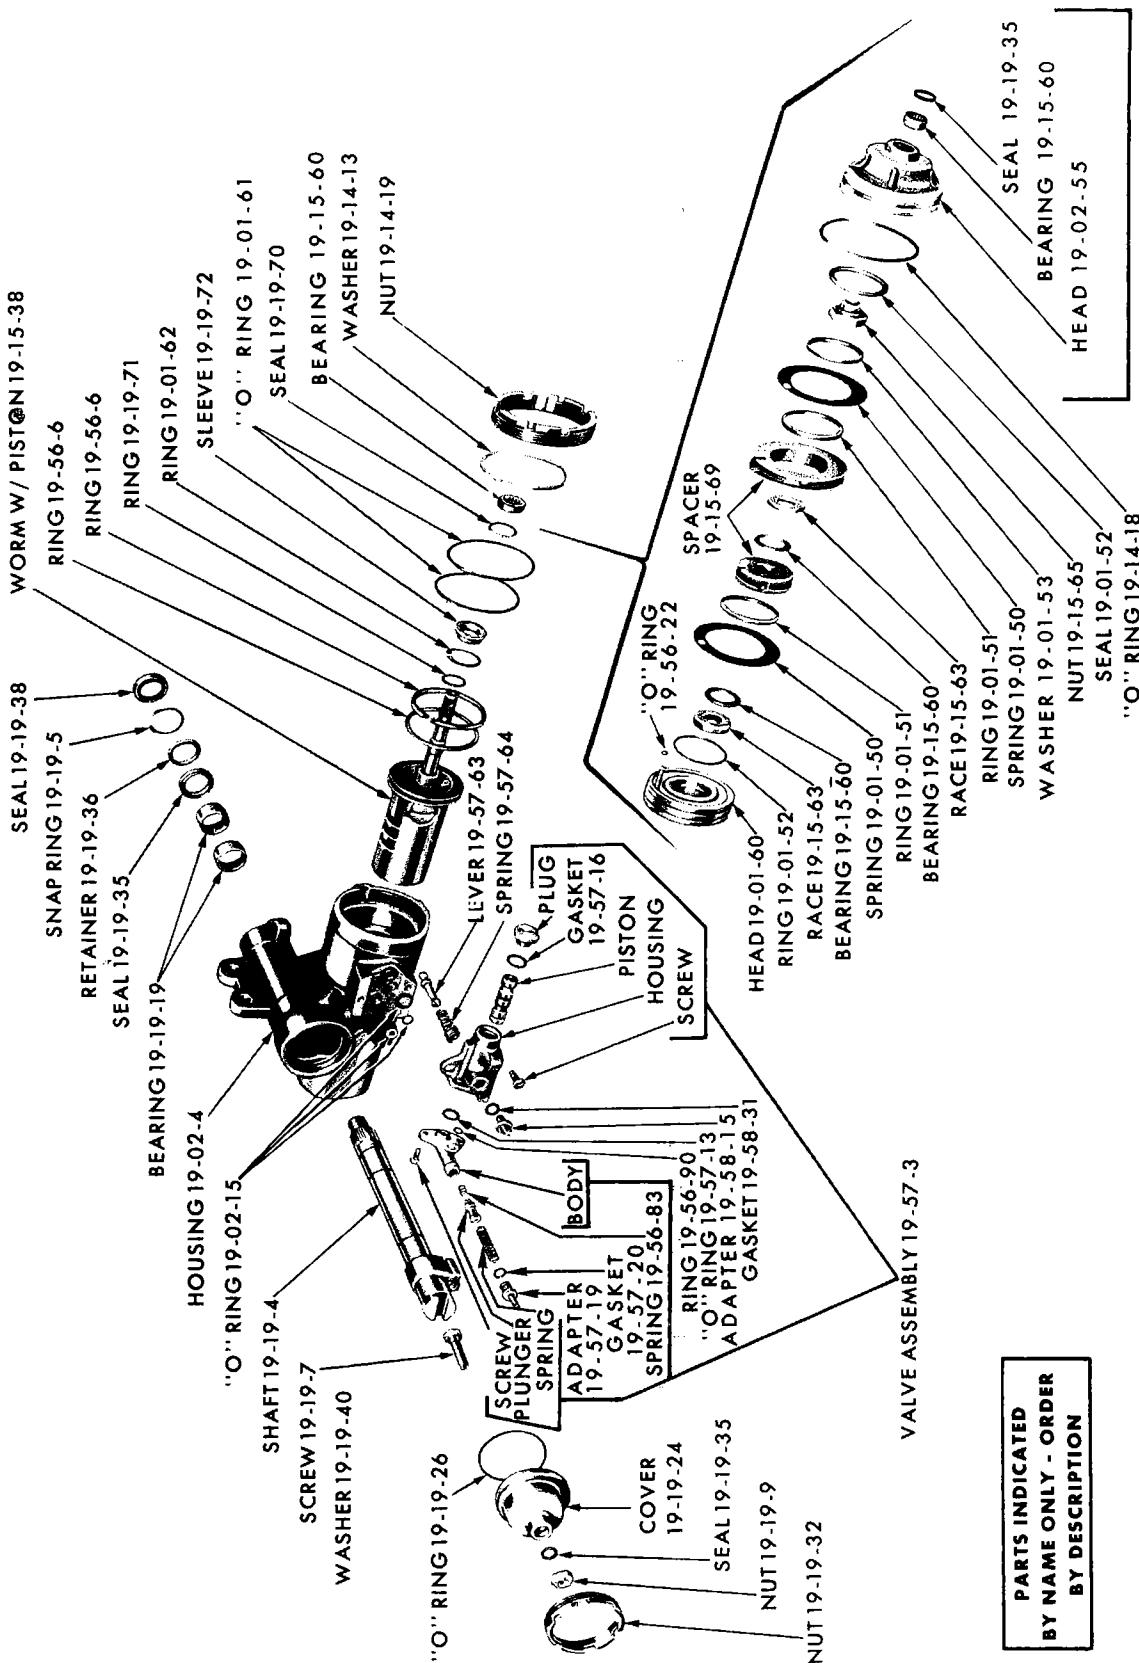 SEAL 19-19-38
SNAP RING 19-19-5
RETAINER 19-19-36
SEAL 19-19-35
BEARING 19-19-19
HOUSING 19-02-4
"O" RING 19-02-15
SHAFT 19-19-4
SCREW 19-19-7
WASHER 19-19-40
"O" RING 19-19-26
WORM W/ PISTON 19-15-38
RING 19-56-6
RING 19-56-6
RING 19-19-71
RING 19-01-62
SLEEVE 19-19-72
"O" RING 19-01-61
SEAL 19-19-70
BEARING 19-15-60
WASHER 19-14-13
NUT 19-14-19
LEVER 19-57-63
SPRING 19-57-64
PLUG
GASKET
19-57-16
PISTON
HOUSING
SCREW
SCREW
PLUNGER
SPRING
ADAPTER
19-57-19
GASKET
19-57-20
SPRING 19-56-83
BODY
RING 19-56-90
"O" RING 19-57-13
ADAPTER 19-58-15
GASKET 19-58-31
COVER
19-19-24
SEAL 19-19-35
NUT 19-19-9
NUT 19-19-32
VALVE ASSEMBLY 19-57-3
"O" RING
19-56-22
SPACER
19-15-69
HEAD 19-01-60
RING 19-01-52
RACE 19-15-63
BEARING 19-15-60
SPRING 19-01-50
RING 19-01-51
BEARING 19-15-60
RACE 19-15-63
RING 19-01-51
SPRING 19-01-50
WASHER 19-01-53
NUT 19-15-65
SEAL 19-01-52
"O" RING 19-14-18
HEAD 19-02-55
BEARING 19-15-60
SEAL 19-19-35
PARTS INDICATED
BY NAME ONLY - ORDER
BY DESCRIPTION